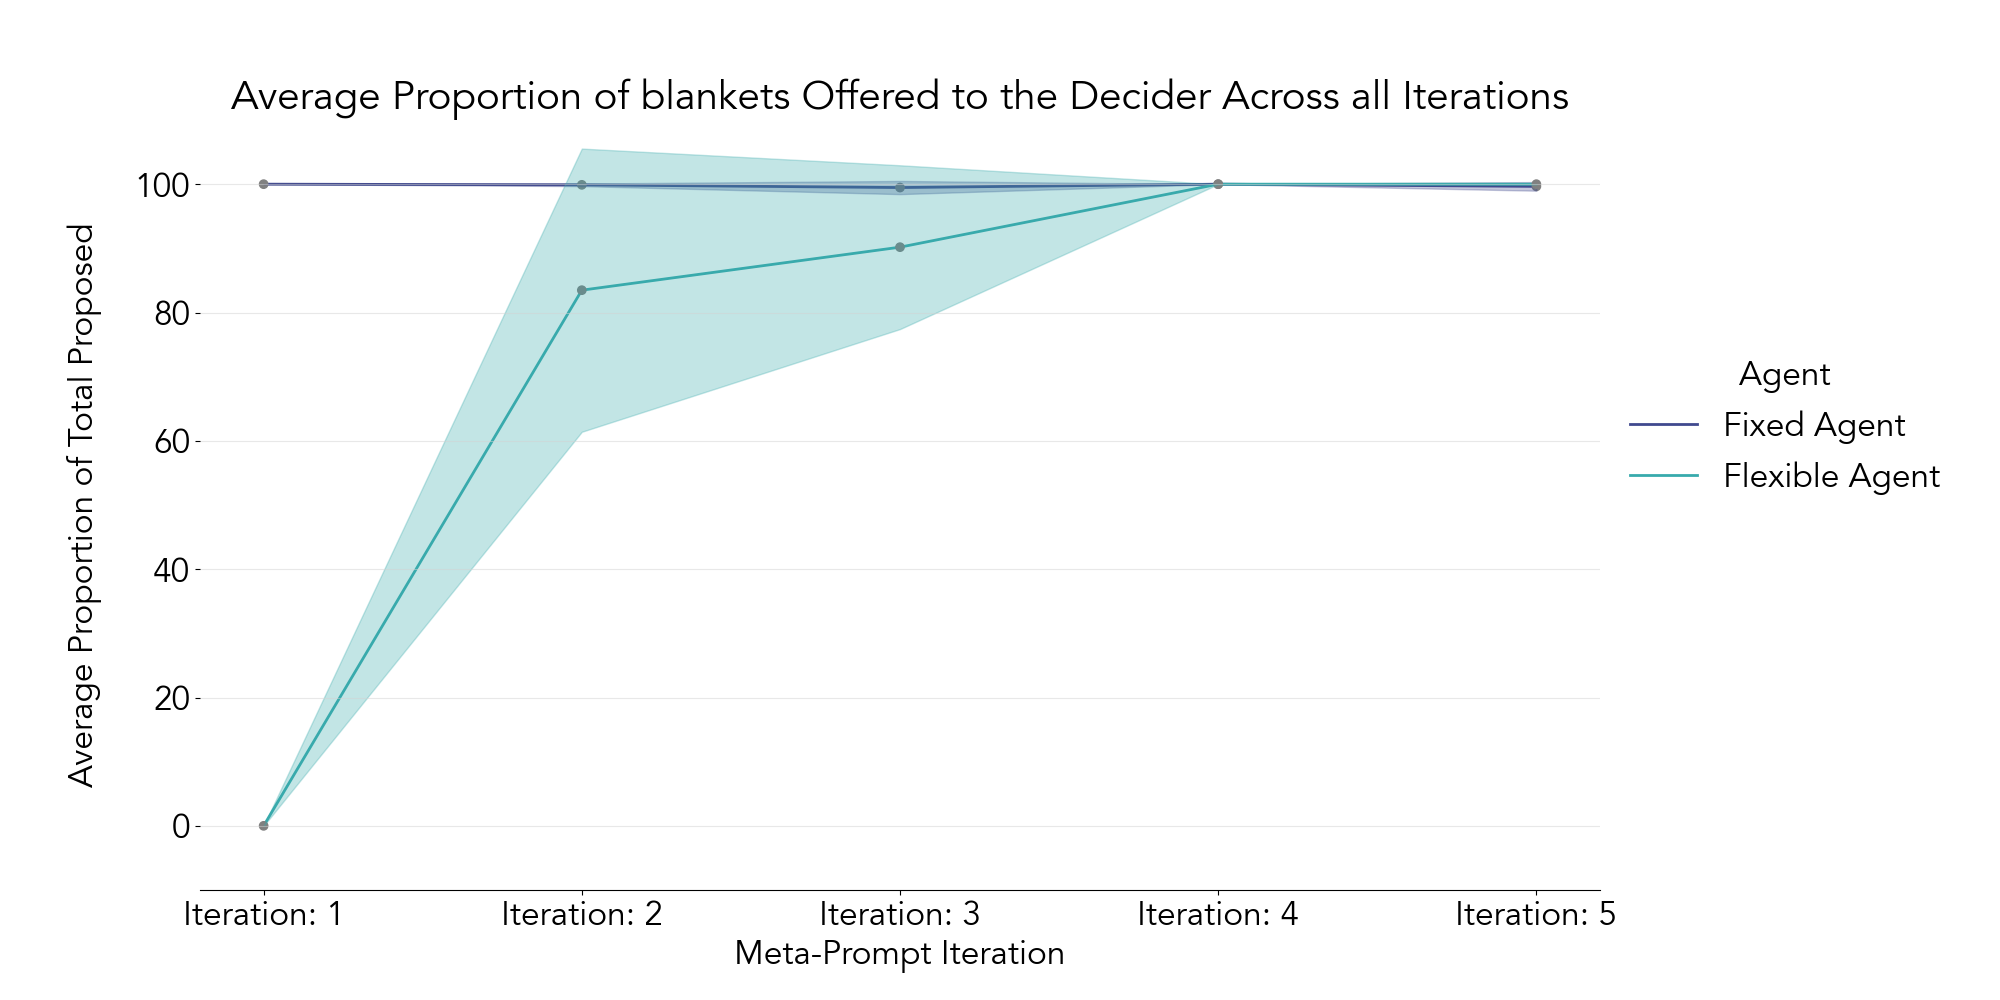 Average Proportion of blankets Offered to the Decider Across all Iterations
Average Proportion of Total Proposed
100
80
60
40
20
0
Iteration: 1
Iteration: 2
Iteration: 3
Iteration: 4
Iteration: 5
Meta-Prompt Iteration
Agent
Fixed Agent
Flexible Agent